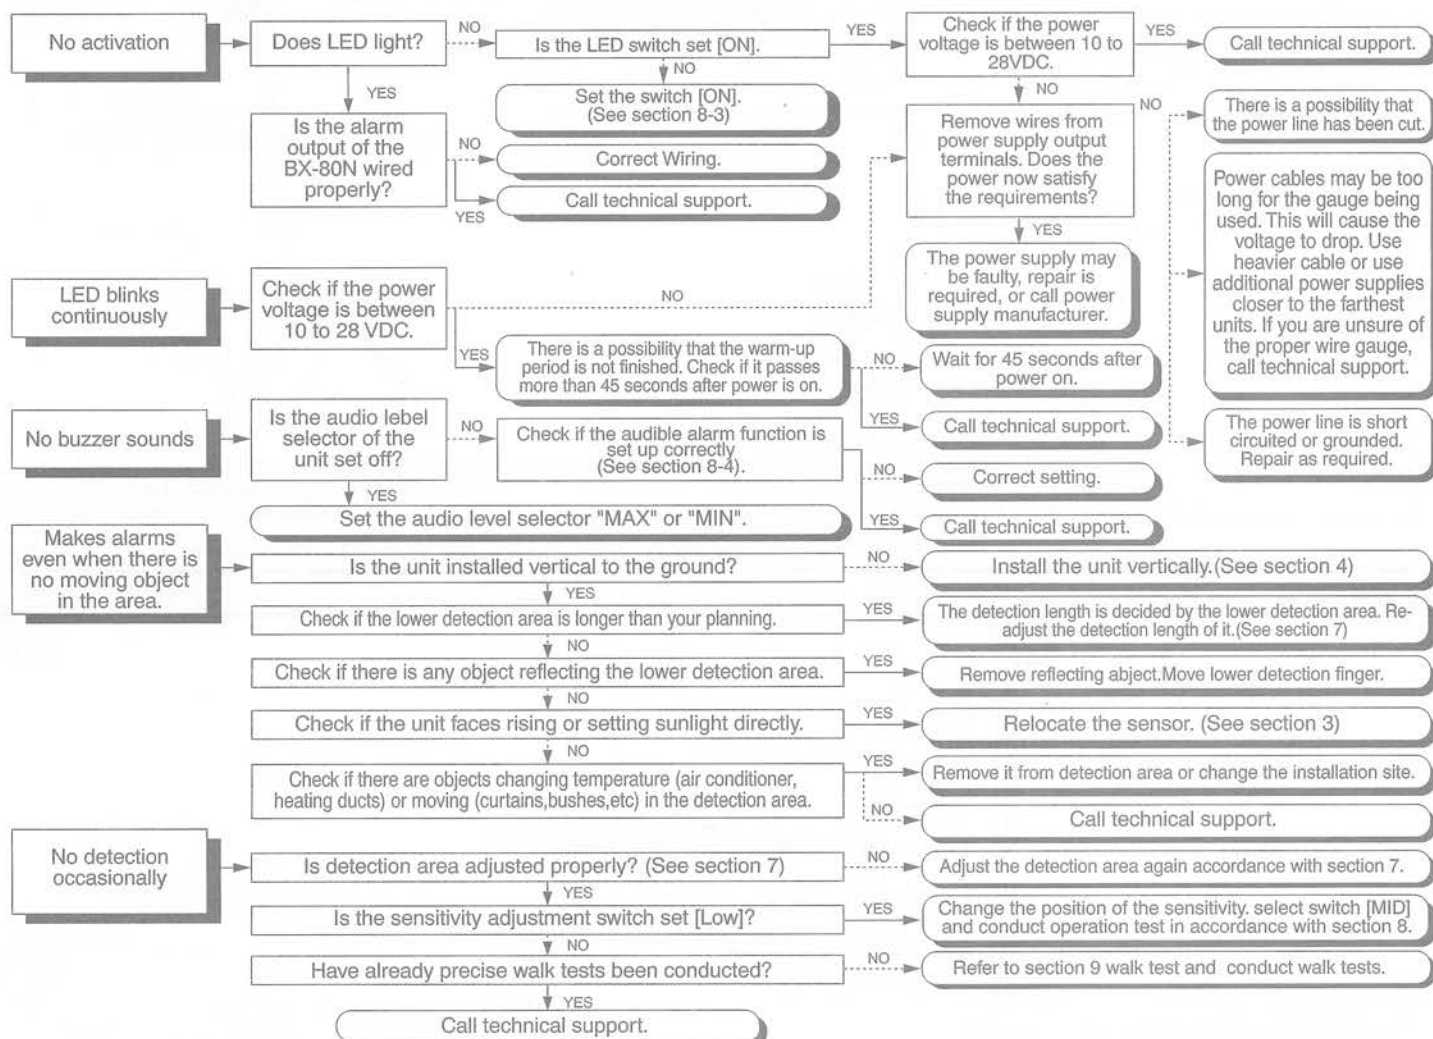 No activation
Does LED light?
NO
Is the LED switch set [ON].
YES
Check if the power
voltage is between 10 to
28VDC.
YES
Call technical support.
YES
NO
Set the switch [ON].
(See section 8-3)
NO
Is the alarm
output of the
BX-80N wired
properly?
NO
Correct Wiring.
YES
Call technical support.
Remove wires from
power supply output
terminals. Does the
power now satisfy
the requirements?
NO
There is a possibility that
the power line has been cut.
Power cables may be too
long for the gauge being
used. This will cause the
voltage to drop. Use
heavier cable or use
additional power supplies
closer to the farthest
units. If you are unsure of
the proper wire gauge,
call technical support.
The power line is short
circuited or grounded.
Repair as required.
YES
The power supply may
be faulty, repair is
required, or call power
supply manufacturer.
LED blinks
continuously
Check if the power
voltage is between
10 to 28 VDC.
NO
YES
There is a possibility that the warm-up
period is not finished. Check if it passes
more than 45 seconds after power is on.
NO
Wait for 45 seconds after
power on.
YES
Call technical support.
No buzzer sounds
Is the audio lebel
selector of the
unit set off?
NO
Check if the audible alarm function is
set up correctly
(See section 8-4).
NO
Correct setting.
YES
Call technical support.
YES
Set the audio level selector "MAX" or "MIN".
Makes alarms
even when there is
no moving object
in the area.
Is the unit installed vertical to the ground?
NO
Install the unit vertically.(See section 4)
YES
Check if the lower detection area is longer than your planning.
YES
The detection length is decided by the lower detection area. Re-
adjust the detection length of it.(See section 7)
NO
Check if there is any object reflecting the lower detection area.
YES
Remove reflecting abject.Move lower detection finger.
NO
Check if the unit faces rising or setting sunlight directly.
YES
Relocate the sensor. (See section 3)
NO
Check if there are objects changing temperature (air conditioner,
heating ducts) or moving (curtains,bushes,etc) in the detection area.
YES
Remove it from detection area or change the installation site.
NO
Call technical support.
No detection
occasionally
Is detection area adjusted properly? (See section 7)
NO
Adjust the detection area again accordance with section 7.
YES
Is the sensitivity adjustment switch set [Low]?
YES
Change the position of the sensitivity. select switch [MID]
and conduct operation test in accordance with section 8.
NO
Have already precise walk tests been conducted?
NO
Refer to section 9 walk test and conduct walk tests.
YES
Call technical support.